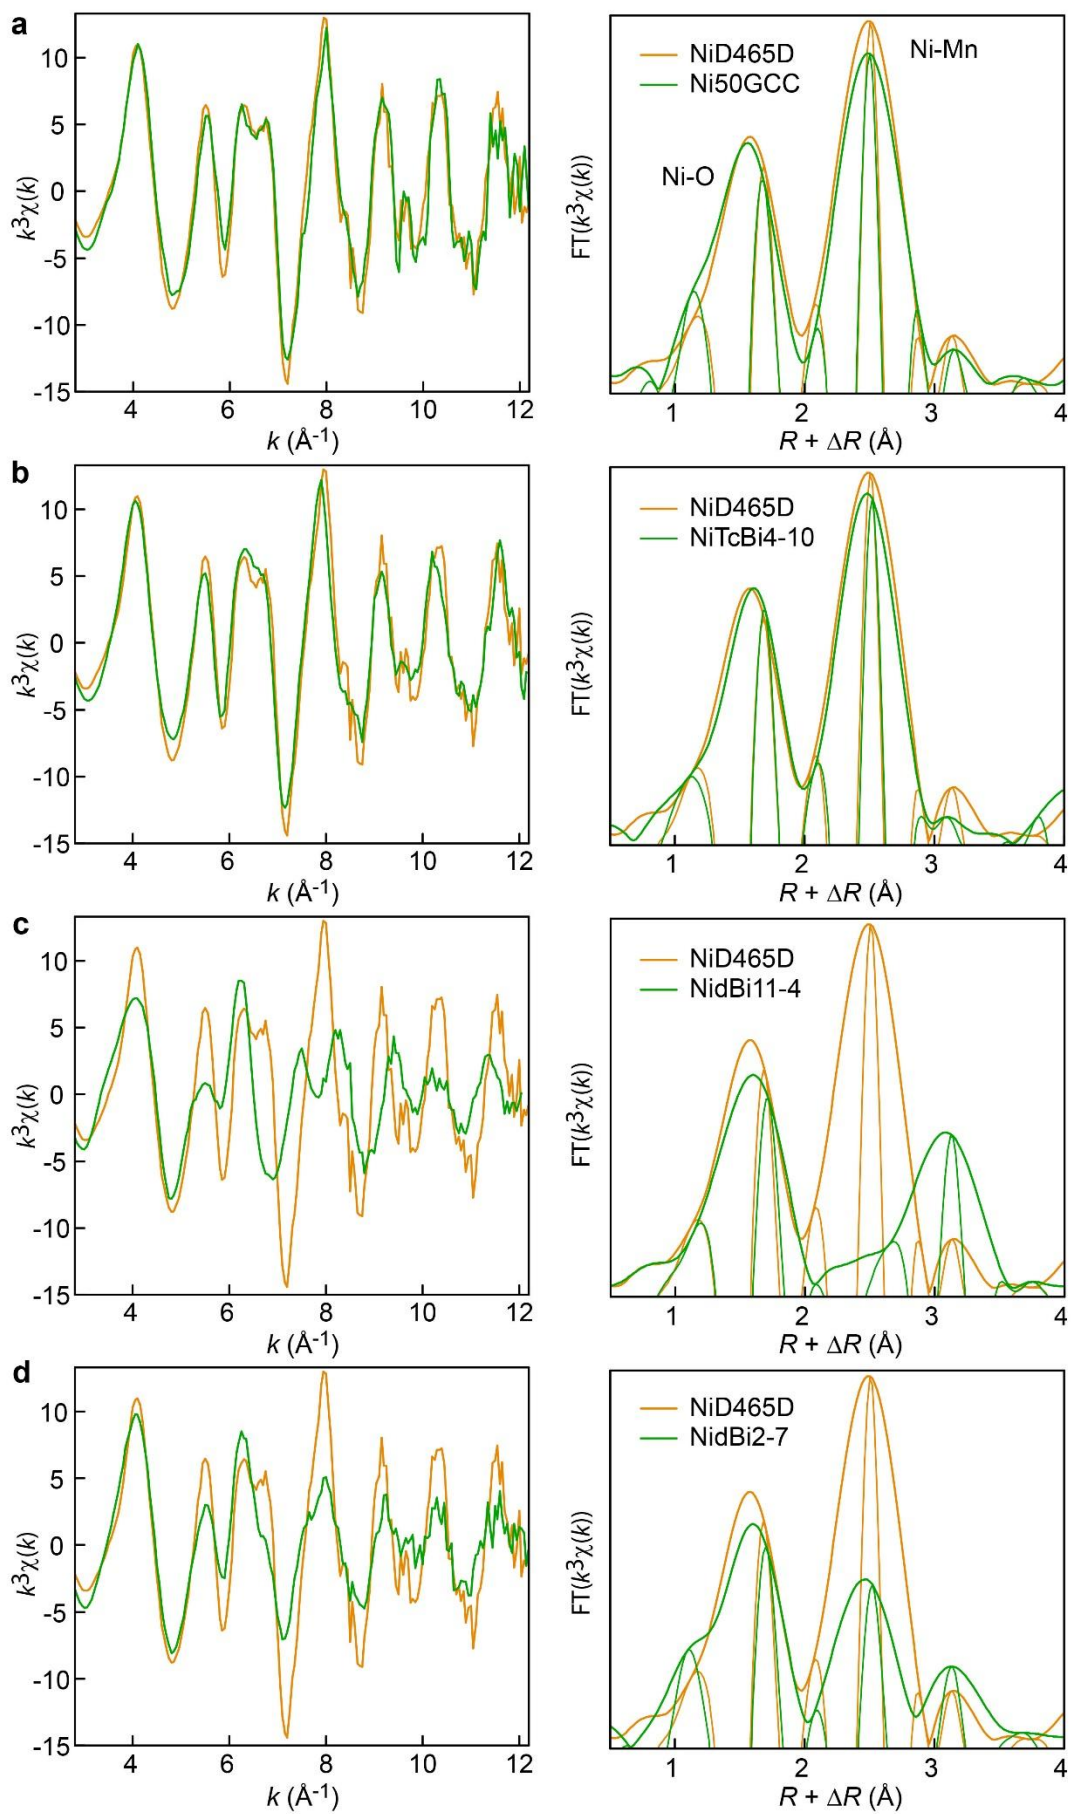 a
10
5
0
-5
-10
-15
k³χ(k)
4 6 8 10 12
k (Å⁻¹)
NiD465D
Ni50GCC
Ni-Mn
Ni-O
FT(k³χ(k))
1 2 3 4
R + ΔR (Å)
b
10
5
0
-5
-10
-15
k³χ(k)
4 6 8 10 12
k (Å⁻¹)
NiD465D
NiTcBi4-10
FT(k³χ(k))
1 2 3 4
R + ΔR (Å)
c
10
5
0
-5
-10
-15
k³χ(k)
4 6 8 10 12
k (Å⁻¹)
NiD465D
NidBi11-4
FT(k³χ(k))
1 2 3 4
R + ΔR (Å)
d
10
5
0
-5
-10
-15
k³χ(k)
4 6 8 10 12
k (Å⁻¹)
NiD465D
NidBi2-7
FT(k³χ(k))
1 2 3 4
R + ΔR (Å)